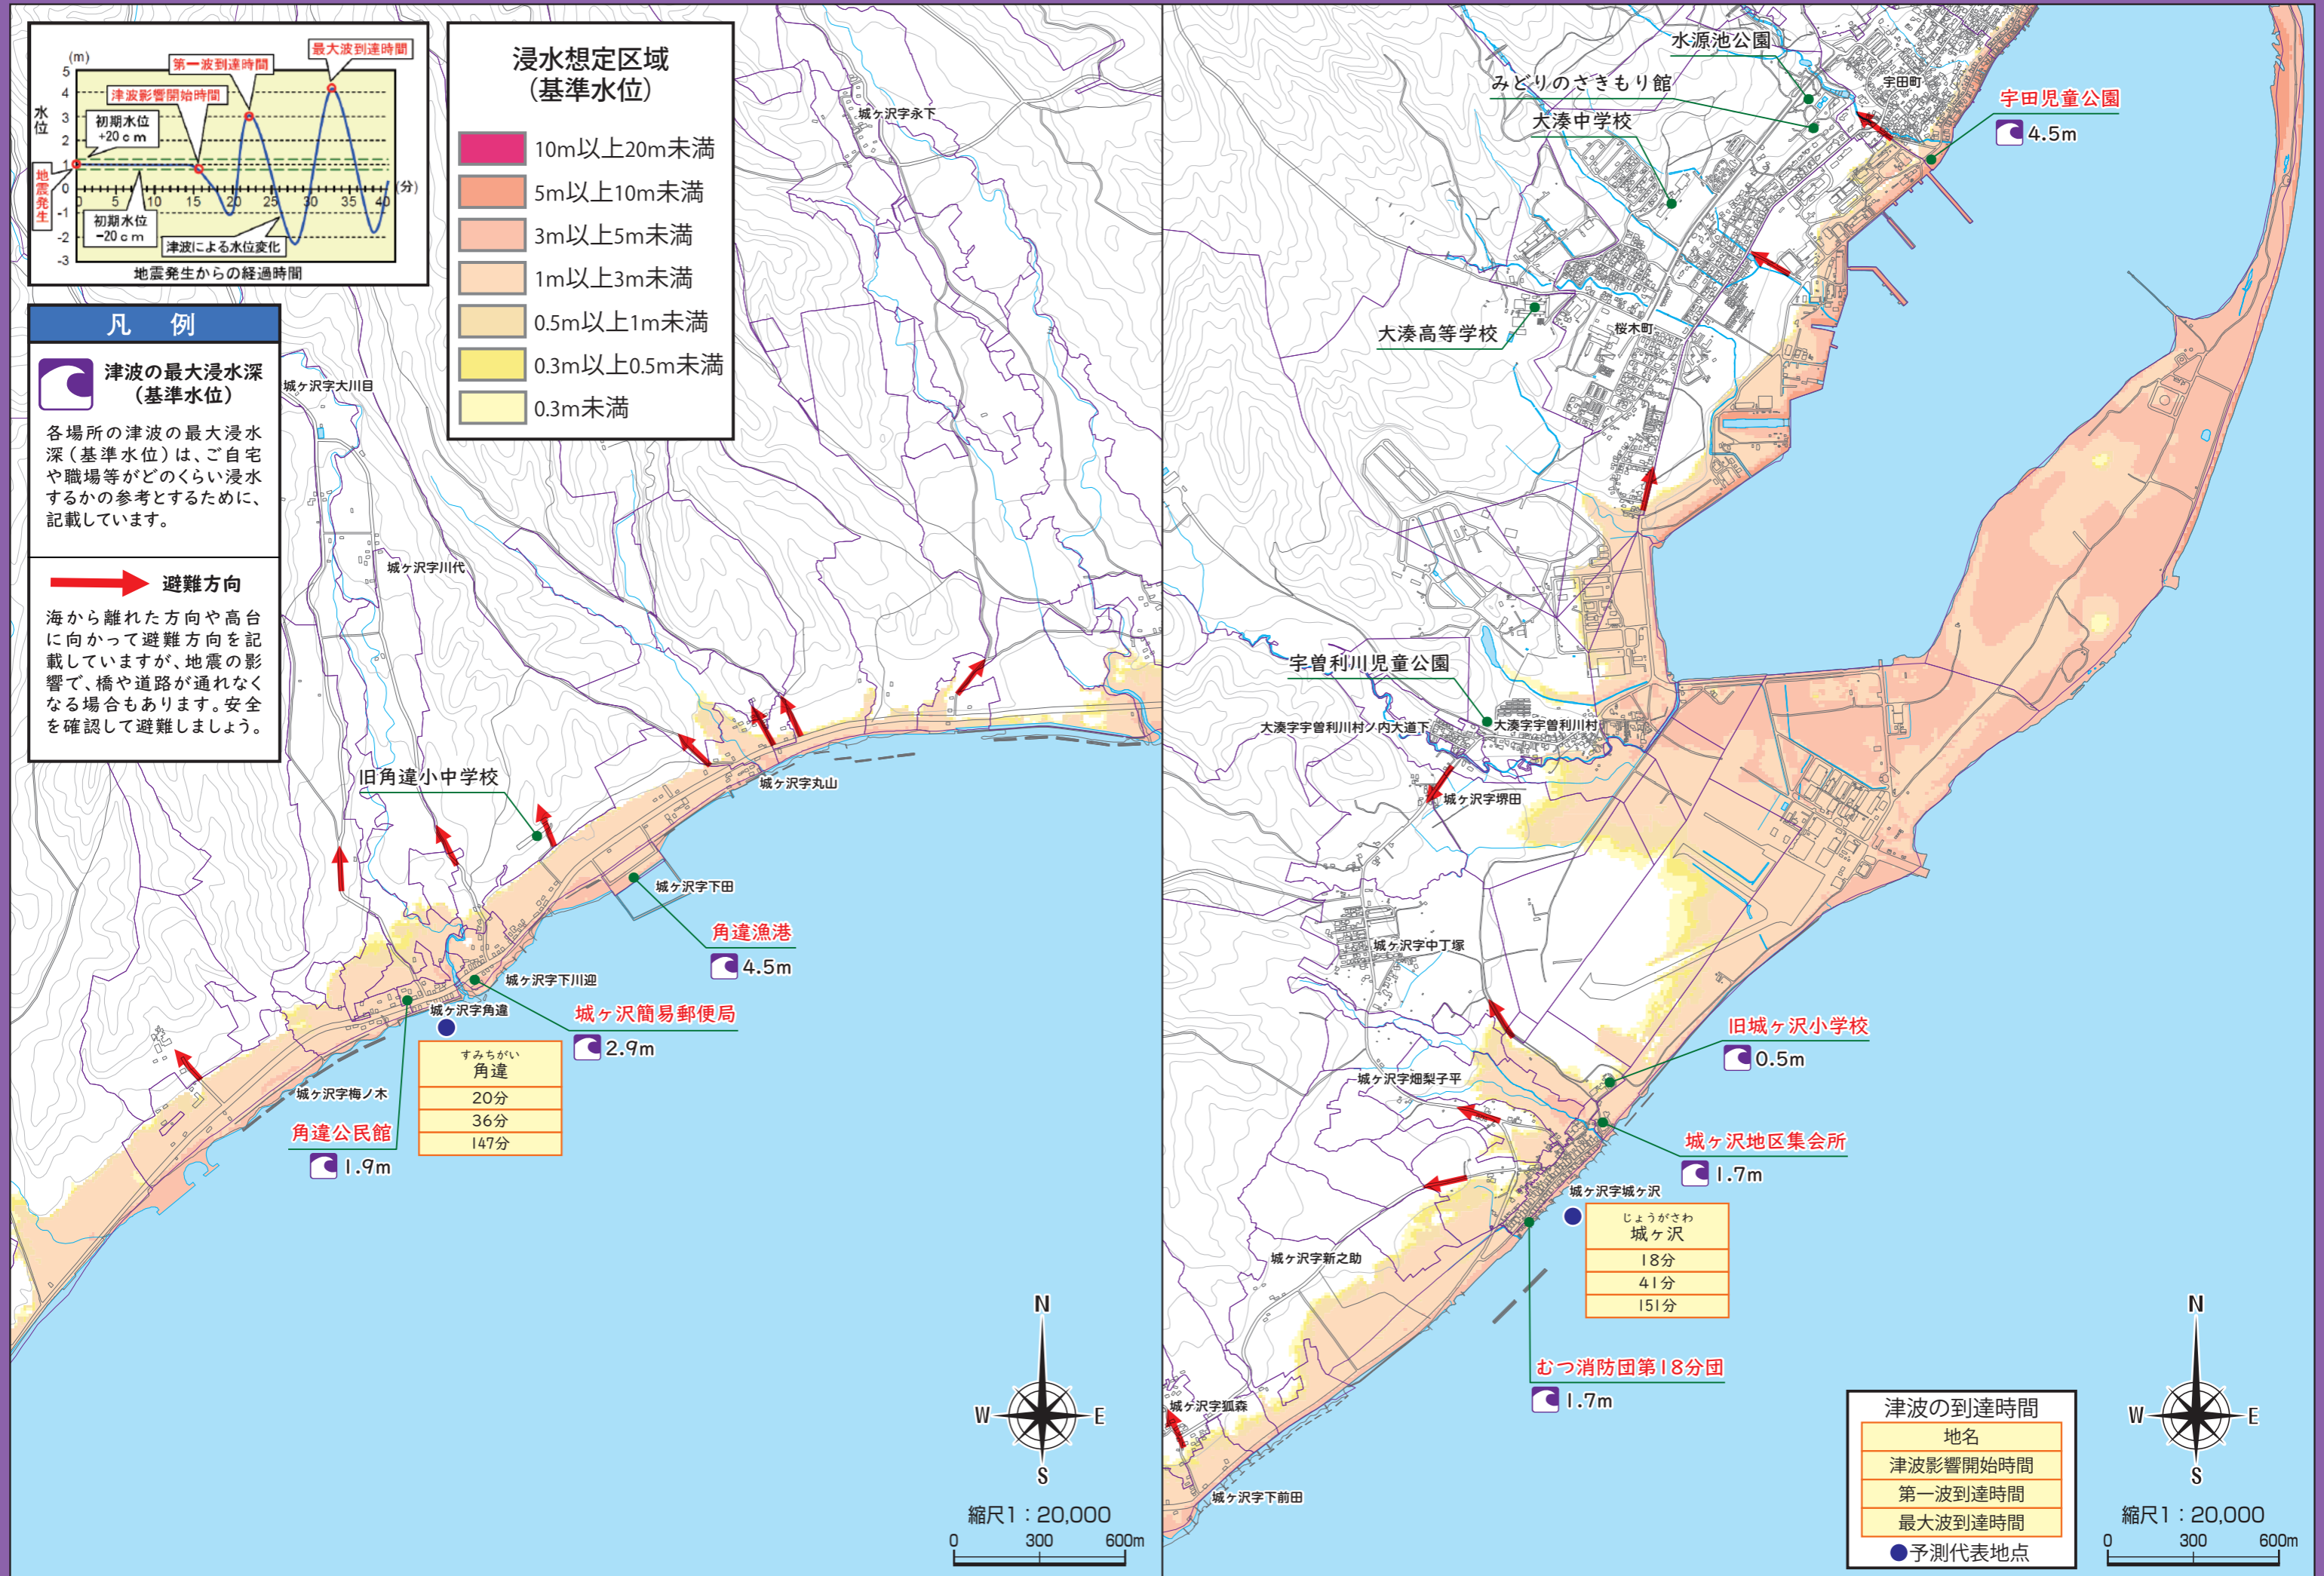 (m)
5
4
3
2
1
0
-1
-2
-3
水位
地震発生
最大波到達時間
第一波到達時間
津波影響開始時間
初期水位
+20cm
初期水位
-20cm
津波による水位変化
0 5 10 15 20 25 30 35 40
(分)
地震発生からの経過時間
浸水想定区域
(基準水位)
10m以上20m未満
5m以上10m未満
3m以上5m未満
1m以上3m未満
0.5m以上1m未満
0.3m以上0.5m未満
0.3m未満
凡 例
津波の最大浸水深
(基準水位)
各場所の津波の最大浸水
深(基準水位)は、ご自宅
や職場等がどのくらい浸水
するかの参考とするために、
記載しています。
避難方向
海から離れた方向や高台
に向かって避難方向を記
載していますが、地震の影
響で、橋や道路が通れなく
なる場合もあります。安全
を確認して避難しましょう。
城ヶ沢字永下
城ヶ沢字大川目
城ヶ沢字川代
旧角違小中学校
城ヶ沢字丸山
城ヶ沢字下田
角違漁港
4.5m
城ヶ沢字下川迎
城ヶ沢字角違
城ヶ沢簡易郵便局
2.9m
すみちがい
角違
20分
36分
147分
城ヶ沢字梅ノ木
角違公民館
1.9m
N
W E
S
縮尺1:20,000
0 300 600m
水源池公園
みどりのさきもり館
大湊中学校
宇田町
宇田児童公園
4.5m
大湊高等学校
桜木町
宇曽利川児童公園
大湊字宇曽利川村ノ内大道下
大湊字宇曽利川村
城ヶ沢字堺田
城ヶ沢字中丁塚
旧城ヶ沢小学校
0.5m
城ヶ沢字畑梨子平
城ヶ沢地区集会所
1.7m
城ヶ沢字城ヶ沢
じょうがさわ
城ヶ沢
18分
41分
151分
城ヶ沢字新之助
むつ消防団第18分団
1.7m
城ヶ沢字狐森
城ヶ沢字下前田
津波の到達時間
地名
津波影響開始時間
第一波到達時間
最大波到達時間
●予測代表地点
N
W E
S
縮尺1:20,000
0 300 600m